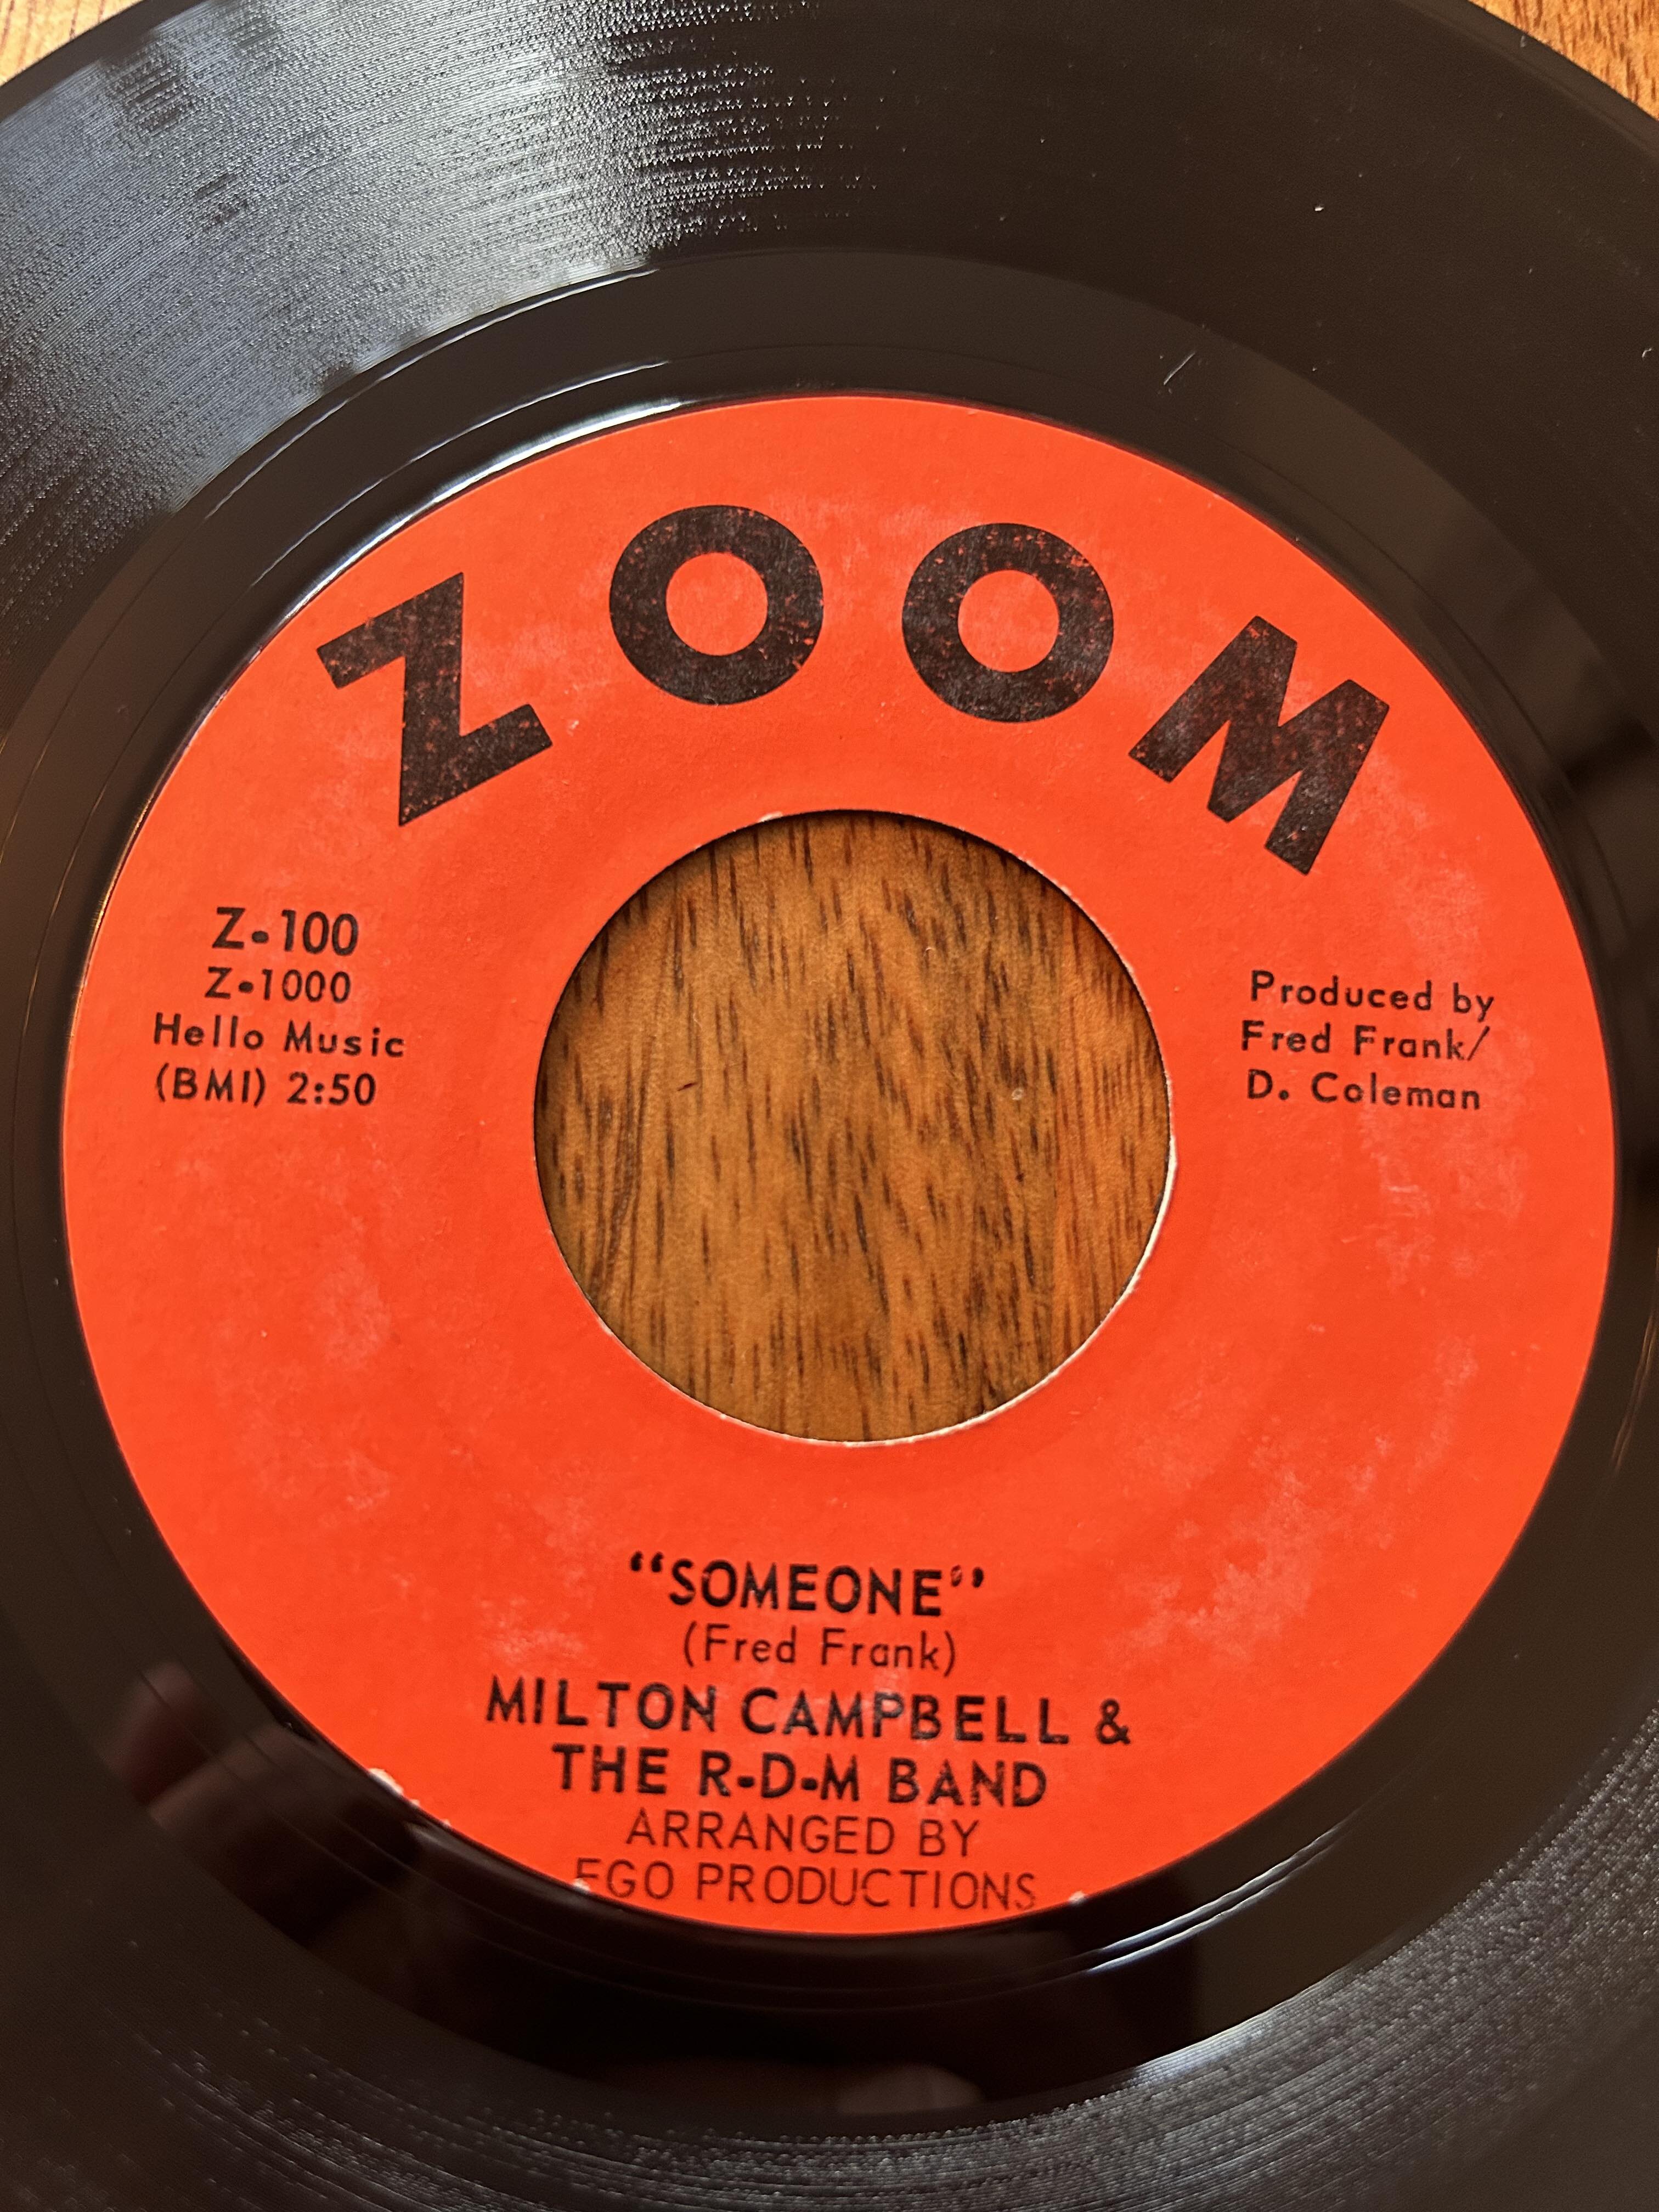 ZOOM
Z-100
Z-1000
Hello Music
(BMI) 2:50
Produced by
Fred Frank/
D. Coleman
"SOMEONE"
(Fred Frank)
MILTON CAMPBELL &
THE R-D-M BAND
ARRANGED BY
EGO PRODUCTIONS